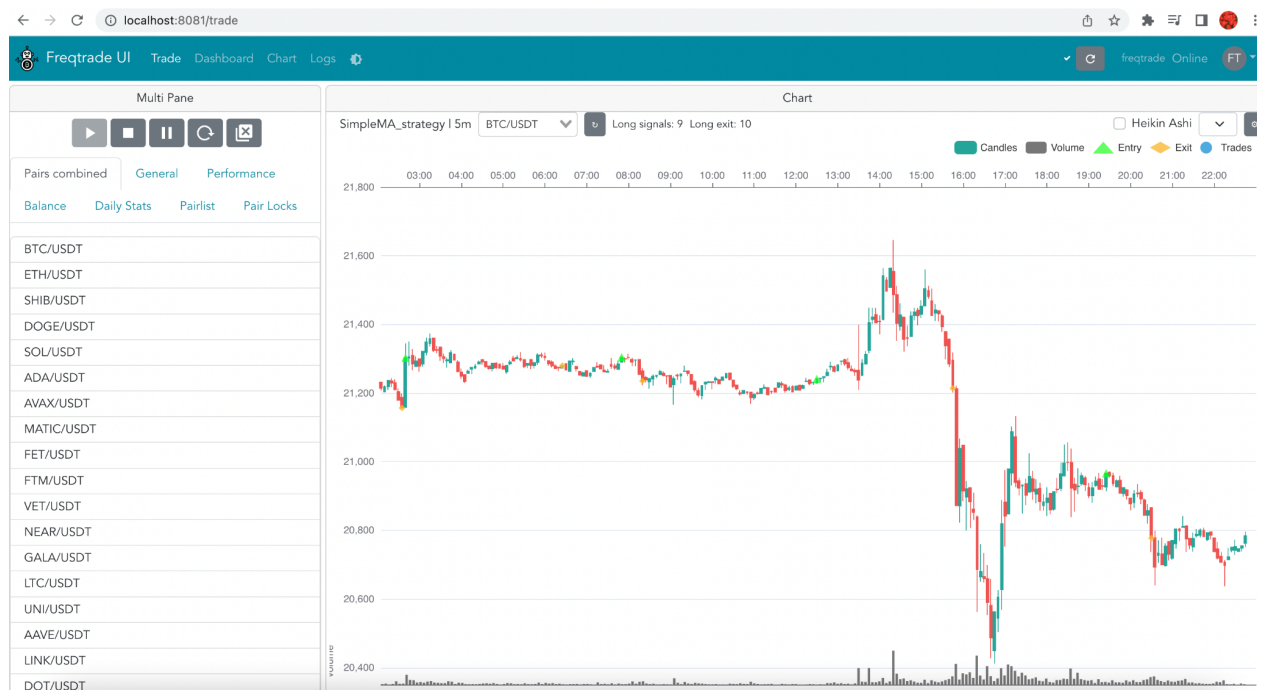 localhost:8081/trade
Freqtrade UI Trade Dashboard Chart Logs freqtrade Online FT
Multi Pane
Chart
SimpleMA_strategy | 5m BTC/USDT Long signals: 9 Long exit: 10 Heikin Ashi
Candles Volume Entry Exit Trades
Pairs combined General Performance
Balance Daily Stats Pairlist Pair Locks
BTC/USDT
ETH/USDT
SHIB/USDT
DOGE/USDT
SOL/USDT
ADA/USDT
AVAX/USDT
MATIC/USDT
FET/USDT
FTM/USDT
VET/USDT
NEAR/USDT
GALA/USDT
LTC/USDT
UNI/USDT
AAVE/USDT
LINK/USDT
DOT/USDT
03:00 04:00 05:00 06:00 07:00 08:00 09:00 10:00 11:00 12:00 13:00 14:00 15:00 16:00 17:00 18:00 19:00 20:00 21:00 22:00
21,800
21,600
21,400
21,200
21,000
20,800
20,600
20,400
Volume